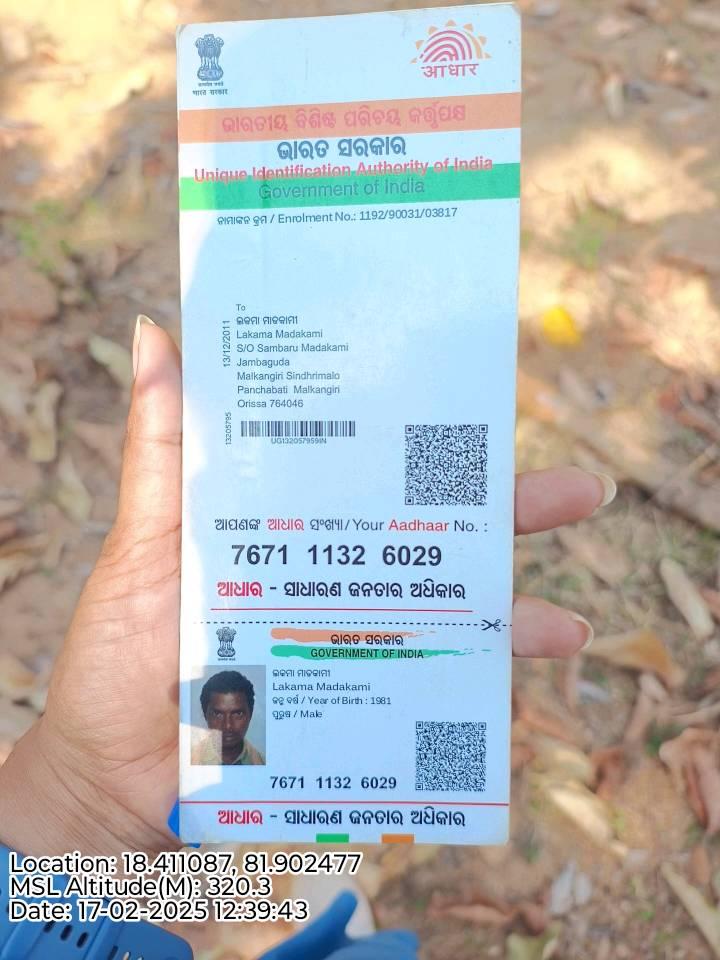 भारत सरकार
आधार
ଭାରତୀୟ ବିଶିଷ୍ଟ ପରିଚୟ କର୍ତ୍ତୃପକ୍ଷ
ଭାରତ ସରକାର
Unique Identification Authority of India
Government of India
ନାମାଙ୍କନ କ୍ରମ / Enrolment No.: 1192/90031/03817
13/12/2011
To
ଲକମା ମାଡକାମୀ
Lakama Madakami
S/O Sambaru Madakami
Jambaguda
Malkangiri Sindhrimalo
Panchabati Malkangiri
Orissa 764046
13205795
UG132057959IN
ଆପଣଙ୍କ ଆଧାର ସଂଖ୍ୟା/ Your Aadhaar No. :
7671 1132 6029
ଆଧାର - ସାଧାରଣ ଜନତାର ଅଧିକାର
ଭାରତ ସରକାର
GOVERNMENT OF INDIA
ଲକମା ମାଡକାମୀ
Lakama Madakami
ଜନ୍ମ ବର୍ଷ / Year of Birth : 1981
ପୁରୁଷ / Male
7671 1132 6029
ଆଧାର - ସାଧାରଣ ଜନତାର ଅଧିକାର
Location: 18.411087, 81.902477
MSL Altitude(M): 320.3
Date: 17-02-2025 12:39:43